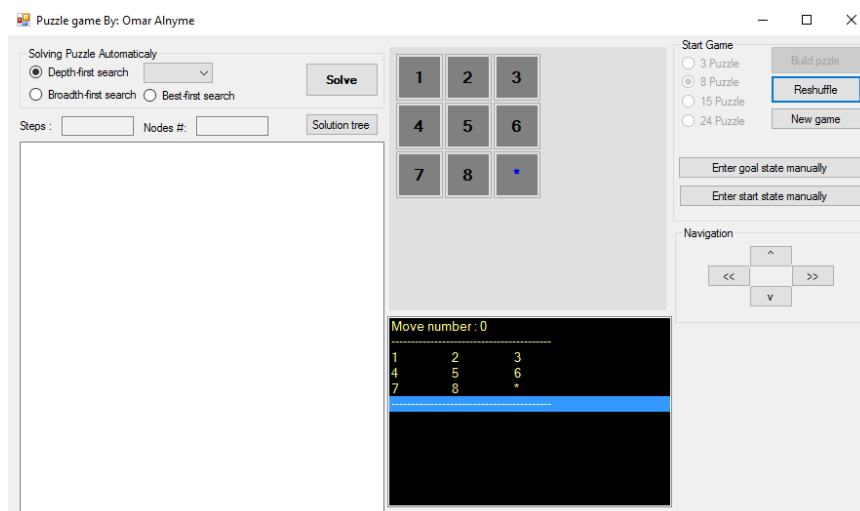 Puzzle game By: Omar Alnyme
Solving Puzzle Automaticaly
Depth-first search
Solve
Broadth-first search Best-first search
Steps : Nodes #: Solution tree
1 2 3
4 5 6
7 8 *
Move number : 0
----------------------------------------
1 2 3
4 5 6
7 8 *
----------------------------------------
Start Game
3 Puzzle Build pzzle
8 Puzzle Reshuffle
15 Puzzle
24 Puzzle New game
Enter goal state manually
Enter start state manually
Navigation
^
<< >>
v